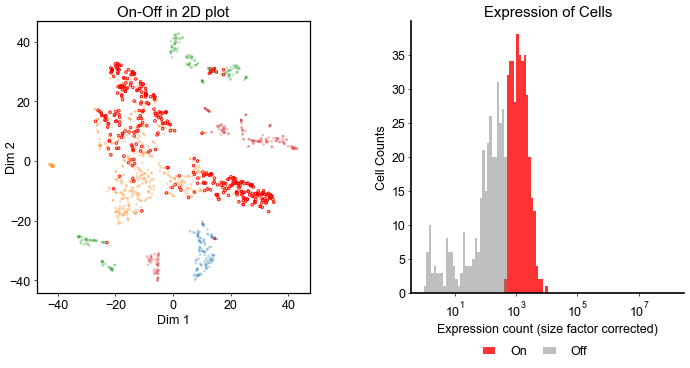 On-Off in 2D plot
Dim 2
40
20
0
−20
−40
−40 −20 0 20 40
Dim 1
Expression of Cells
Cell Counts
35
30
25
20
15
10
5
0
10^1 10^3 10^5 10^7
Expression count (size factor corrected)
On Off